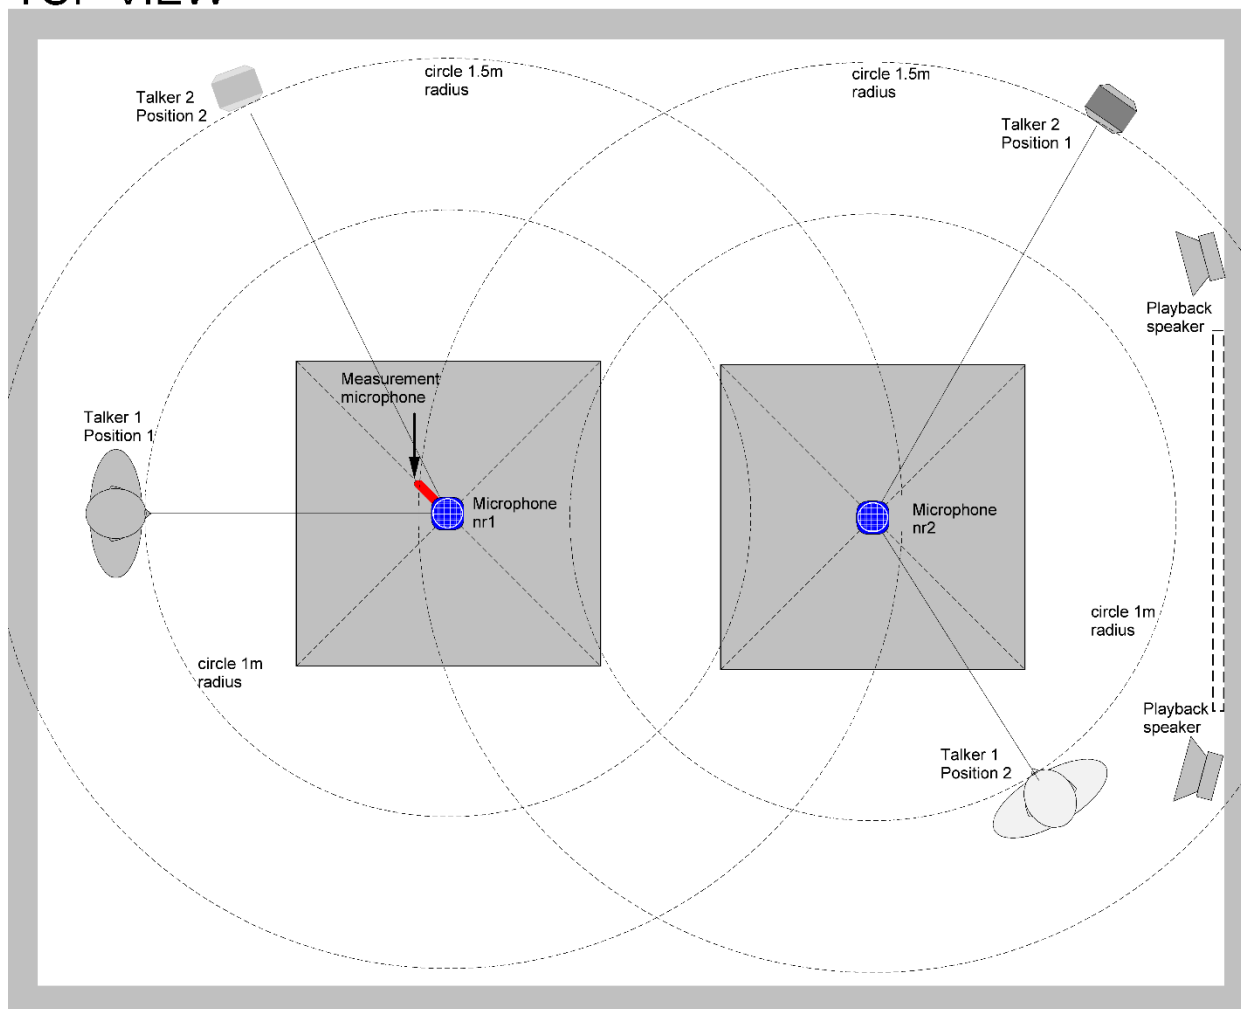 TOP VIEW
circle 1.5m
radius
circle 1.5m
radius
Talker 2
Position 2
Talker 2
Position 1
Playback
speaker
Measurement
microphone
Talker 1
Position 1
Microphone
nr1
Microphone
nr2
circle 1m
radius
circle 1m
radius
Playback
speaker
Talker 1
Position 2